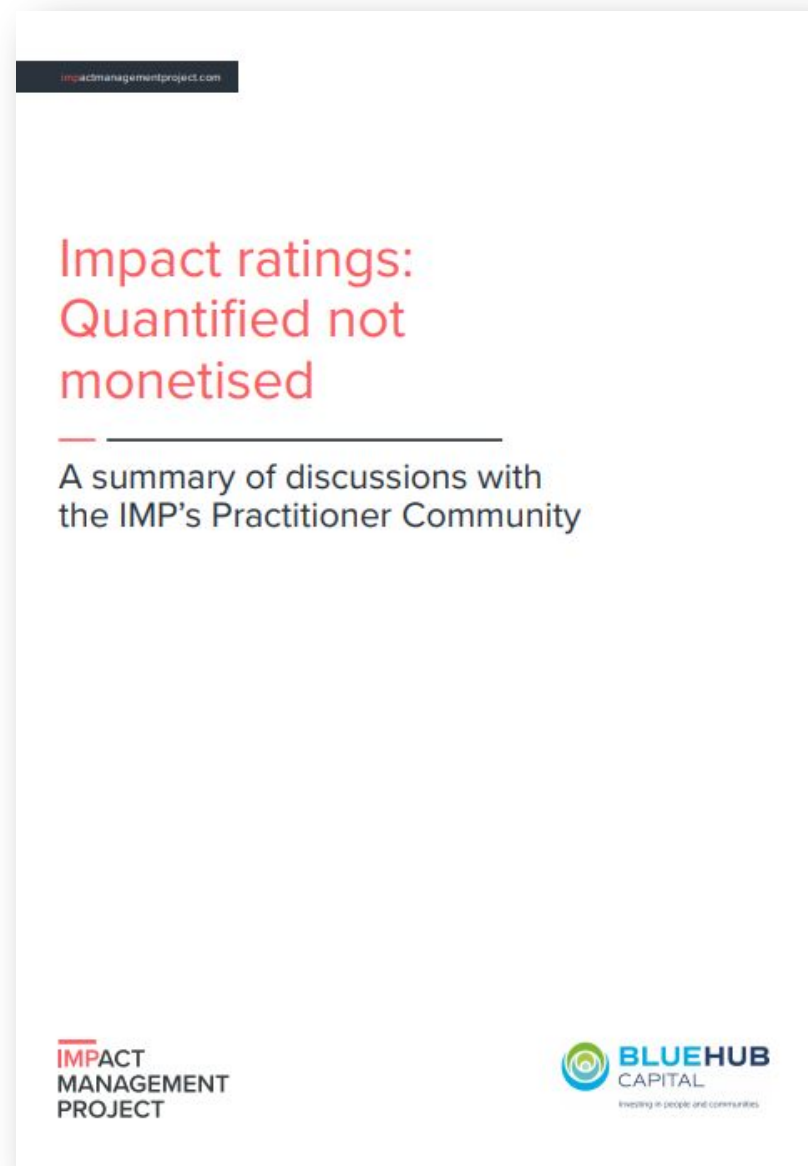 impactmanagementproject.com
Impact ratings:
Quantified not
monetised
A summary of discussions with
the IMP’s Practitioner Community
IMPACT
MANAGEMENT
PROJECT
BLUEHUB
CAPITAL
Investing in people and communities